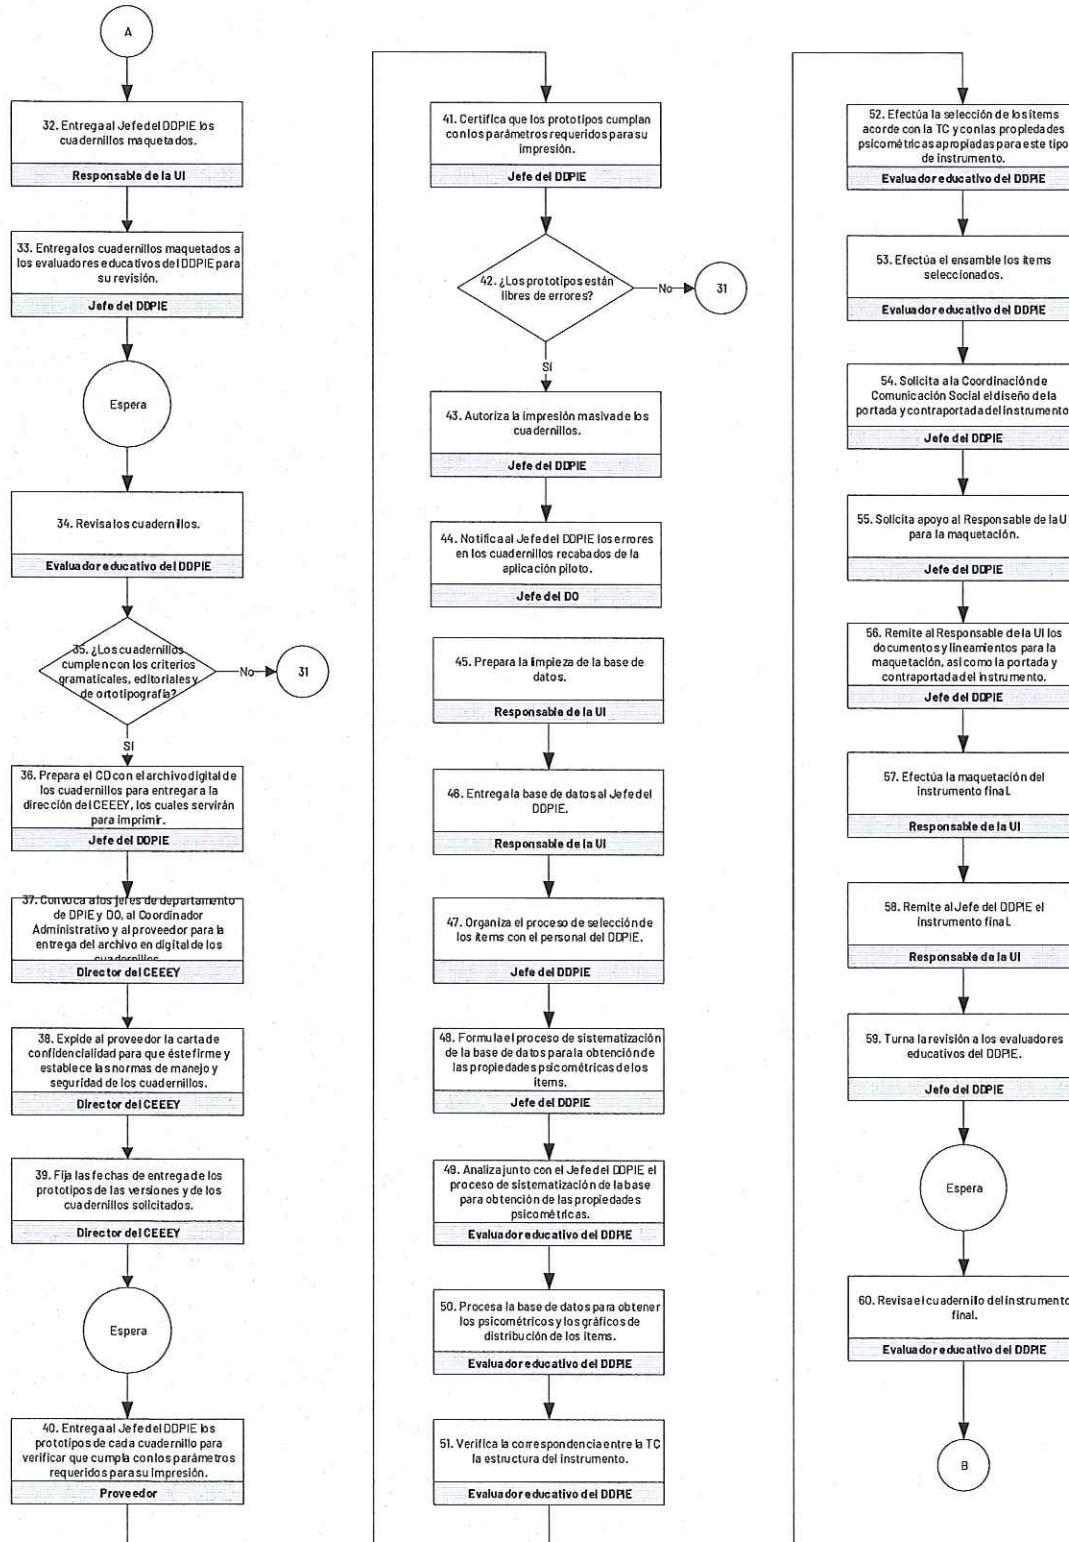 A
32. Entrega al Jefe del DDPIE los
cuadernillos maquetados.
Responsable de la UI
33. Entrega los cuadernillos maquetados a
los evaluadores educativos del DDPIE para
su revisión.
Jefe del DDPIE
Espera
34. Revisa los cuadernillos.
Evaluador educativo del DDPIE
35. ¿Los cuadernillos
cumplen con los criterios
gramaticales, editoriales y
de ortotipografía?
No
31
SÍ
36. Prepara el CD con el archivo digital de
los cuadernillos para entregar a la
dirección del CEEEY, los cuales servirán
para imprimir.
Jefe del DDPIE
37. Convoca a los jefes de departamento
de DPIE y DO, al Coordinador
Administrativo y al proveedor para la
entrega del archivo en digital de los
cuadernillos.
Director del CEEEY
38. Expide al proveedor la carta de
confidencialidad para que éste firme y
establece las normas de manejo y
seguridad de los cuadernillos.
Director del CEEEY
39. Fija las fechas de entrega de los
prototipos de las versiones y de los
cuadernillos solicitados.
Director del CEEEY
Espera
40. Entrega al Jefe del DDPIE los
prototipos de cada cuadernillo para
verificar que cumpla con los parámetros
requeridos para su impresión.
Proveedor
41. Certifica que los prototipos cumplan
con los parámetros requeridos para su
impresión.
Jefe del DDPIE
42. ¿Los prototipos están
libres de errores?
No
31
SÍ
43. Autoriza la impresión masiva de los
cuadernillos.
Jefe del DDPIE
44. Notifica al Jefe del DDPIE los errores
en los cuadernillos recabados de la
aplicación piloto.
Jefe del DO
45. Prepara la limpieza de la base de
datos.
Responsable de la UI
46. Entrega la base de datos al Jefe del
DDPIE.
Responsable de la UI
47. Organiza el proceso de selección de
los ítems con el personal del DDPIE.
Jefe del DDPIE
48. Formula el proceso de sistematización
de la base de datos para la obtención de
las propiedades psicométricas de los
ítems.
Jefe del DDPIE
49. Analiza junto con el Jefe del DDPIE el
proceso de sistematización de la base
para obtención de las propiedades
psicométricas.
Evaluador educativo del DDPIE
50. Procesa la base de datos para obtener
los psicométricos y los gráficos de
distribución de los ítems.
Evaluador educativo del DDPIE
51. Verifica la correspondencia entre la TC
la estructura del instrumento.
Evaluador educativo del DDPIE
52. Efectúa la selección de los ítems
acorde con la TC y con las propiedades
psicométricas apropiadas para este tipo
de instrumento.
Evaluador educativo del DDPIE
53. Efectúa el ensamble los ítems
seleccionados.
Evaluador educativo del DDPIE
54. Solicita a la Coordinación de
Comunicación Social el diseño de la
portada y contraportada del instrumento
Jefe del DDPIE
55. Solicita apoyo al Responsable de la UI
para la maquetación.
Jefe del DDPIE
56. Remite al Responsable de la UI los
documentos y lineamientos para la
maquetación, así como la portada y
contraportada del instrumento.
Jefe del DDPIE
57. Efectúa la maquetación del
instrumento final.
Responsable de la UI
58. Remite al Jefe del DDPIE el
instrumento final.
Responsable de la UI
59. Turna la revisión a los evaluadores
educativos del DDPIE.
Jefe del DDPIE
Espera
60. Revisa el cuadernillo del instrumento
final.
Evaluador educativo del DDPIE
B